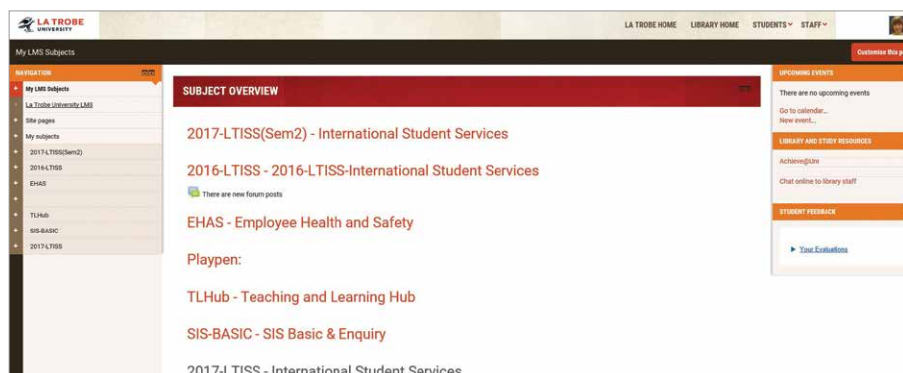 LA TROBE
UNIVERSITY
LA TROBE HOME LIBRARY HOME STUDENTS STAFF
My LMS Subjects
Customise this p
NAVIGATION
My LMS Subjects
La Trobe University LMS
Site pages
My subjects
2017-LTISS(Sem2)
2016-LTISS
EHAS
TLHub
SIS-BASIC
2017-LTISS
SUBJECT OVERVIEW
2017-LTISS(Sem2) - International Student Services
2016-LTISS - 2016-LTISS-International Student Services
There are new forum posts
EHAS - Employee Health and Safety
Playpen:
TLHub - Teaching and Learning Hub
SIS-BASIC - SIS Basic & Enquiry
2017-LTISS - International Student Services
UPCOMING EVENTS
There are no upcoming events
Go to calendar...
New event...
LIBRARY AND STUDY RESOURCES
Achieve@Uni
Chat online to library staff
STUDENT FEEDBACK
Your Evaluations